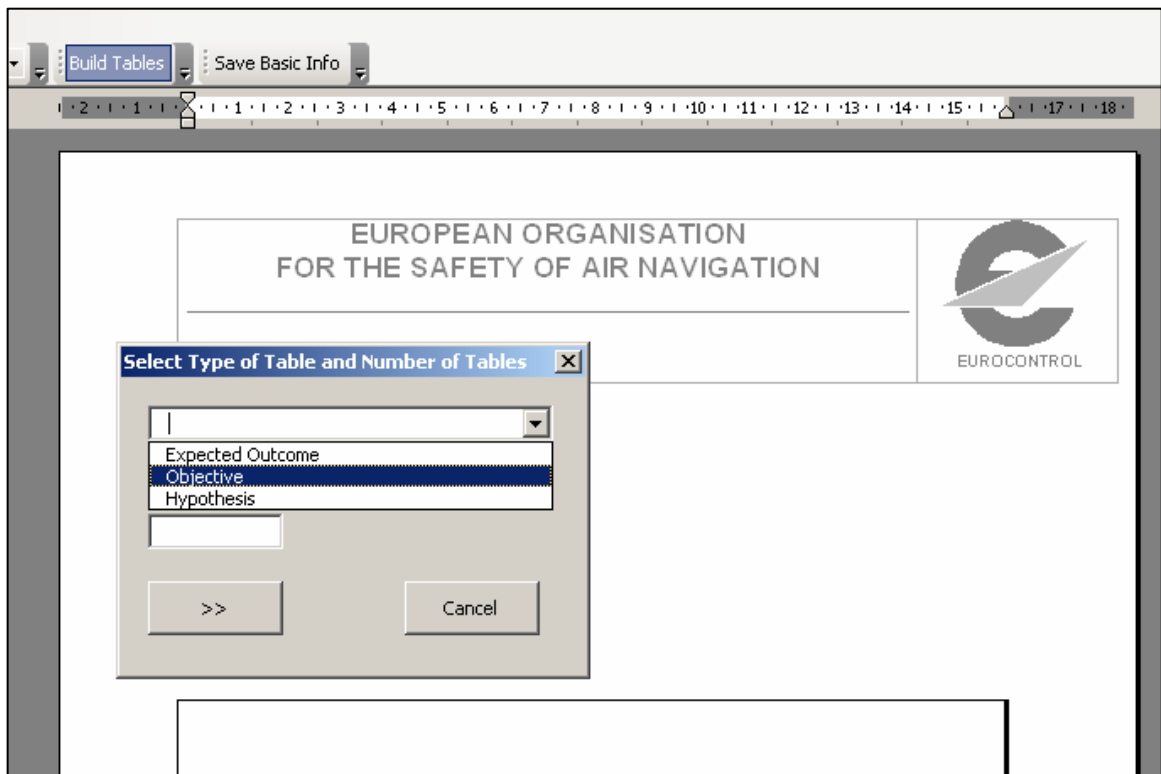 Build Tables Save Basic Info
2 1 1 2 3 4 5 6 7 8 9 10 11 12 13 14 15 17 18
EUROPEAN ORGANISATION
FOR THE SAFETY OF AIR NAVIGATION
EUROCONTROL
Select Type of Table and Number of Tables
Expected Outcome
Objective
Hypothesis
>> Cancel